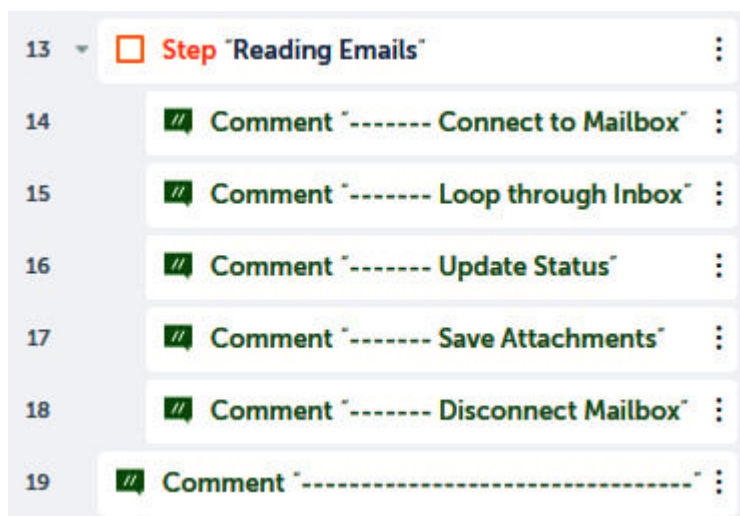 13 Step "Reading Emails"
14 // Comment "------- Connect to Mailbox"
15 // Comment "------- Loop through Inbox"
16 // Comment "------- Update Status"
17 // Comment "------- Save Attachments"
18 // Comment "------- Disconnect Mailbox"
19 // Comment "---------------------------------"